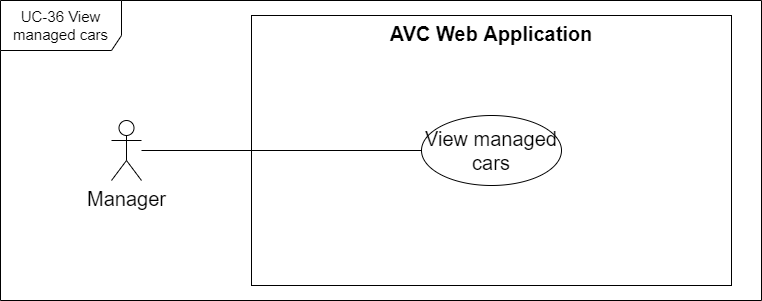 UC-36 View
managed cars
AVC Web Application
View managed
cars
Manager